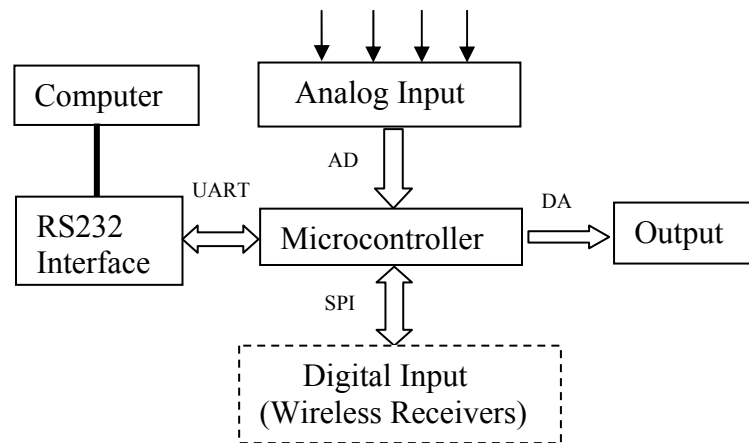 Computer
Analog Input
AD
UART
DA
RS232
Interface
Microcontroller
Output
SPI
Digital Input
(Wireless Receivers)